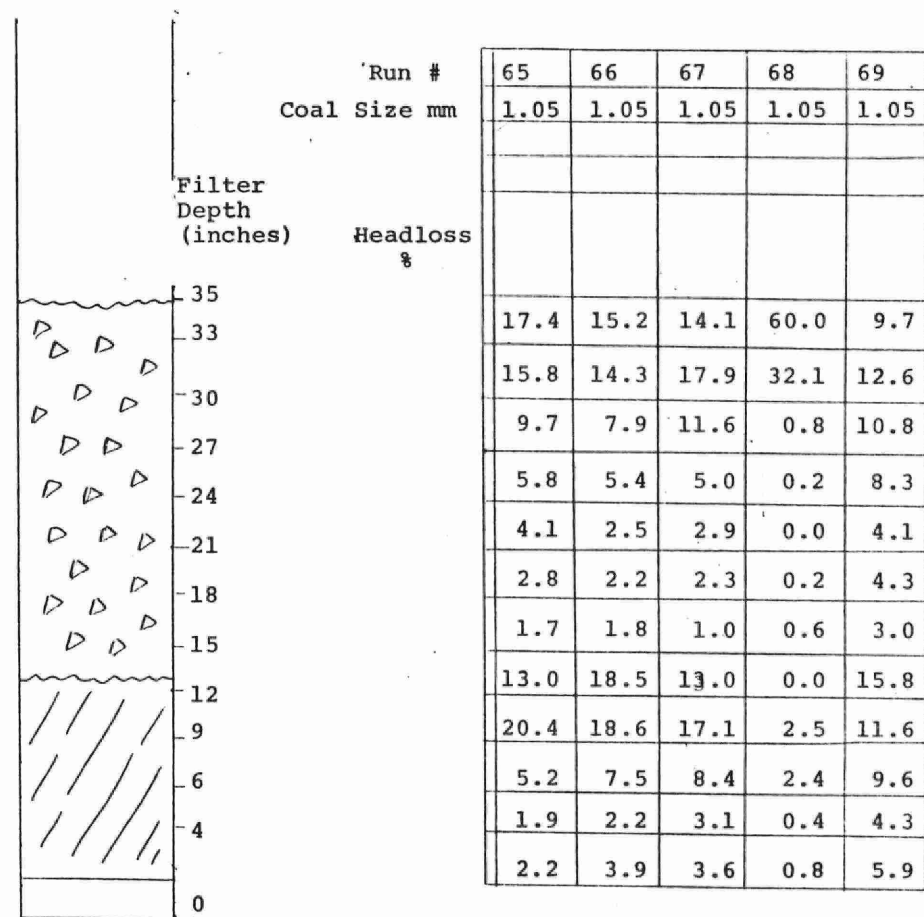 Run # 65 66 67 68 69
Coal Size mm 1.05 1.05 1.05 1.05 1.05
Filter
Depth
(inches) Headloss
%
35
17.4 15.2 14.1 60.0 9.7
33
15.8 14.3 17.9 32.1 12.6
30
9.7 7.9 11.6 0.8 10.8
27
5.8 5.4 5.0 0.2 8.3
24
4.1 2.5 2.9 0.0 4.1
21
2.8 2.2 2.3 0.2 4.3
18
1.7 1.8 1.0 0.6 3.0
15
13.0 18.5 13.0 0.0 15.8
12
20.4 18.6 17.1 2.5 11.6
9
5.2 7.5 8.4 2.4 9.6
6
1.9 2.2 3.1 0.4 4.3
4
2.2 3.9 3.6 0.8 5.9
0